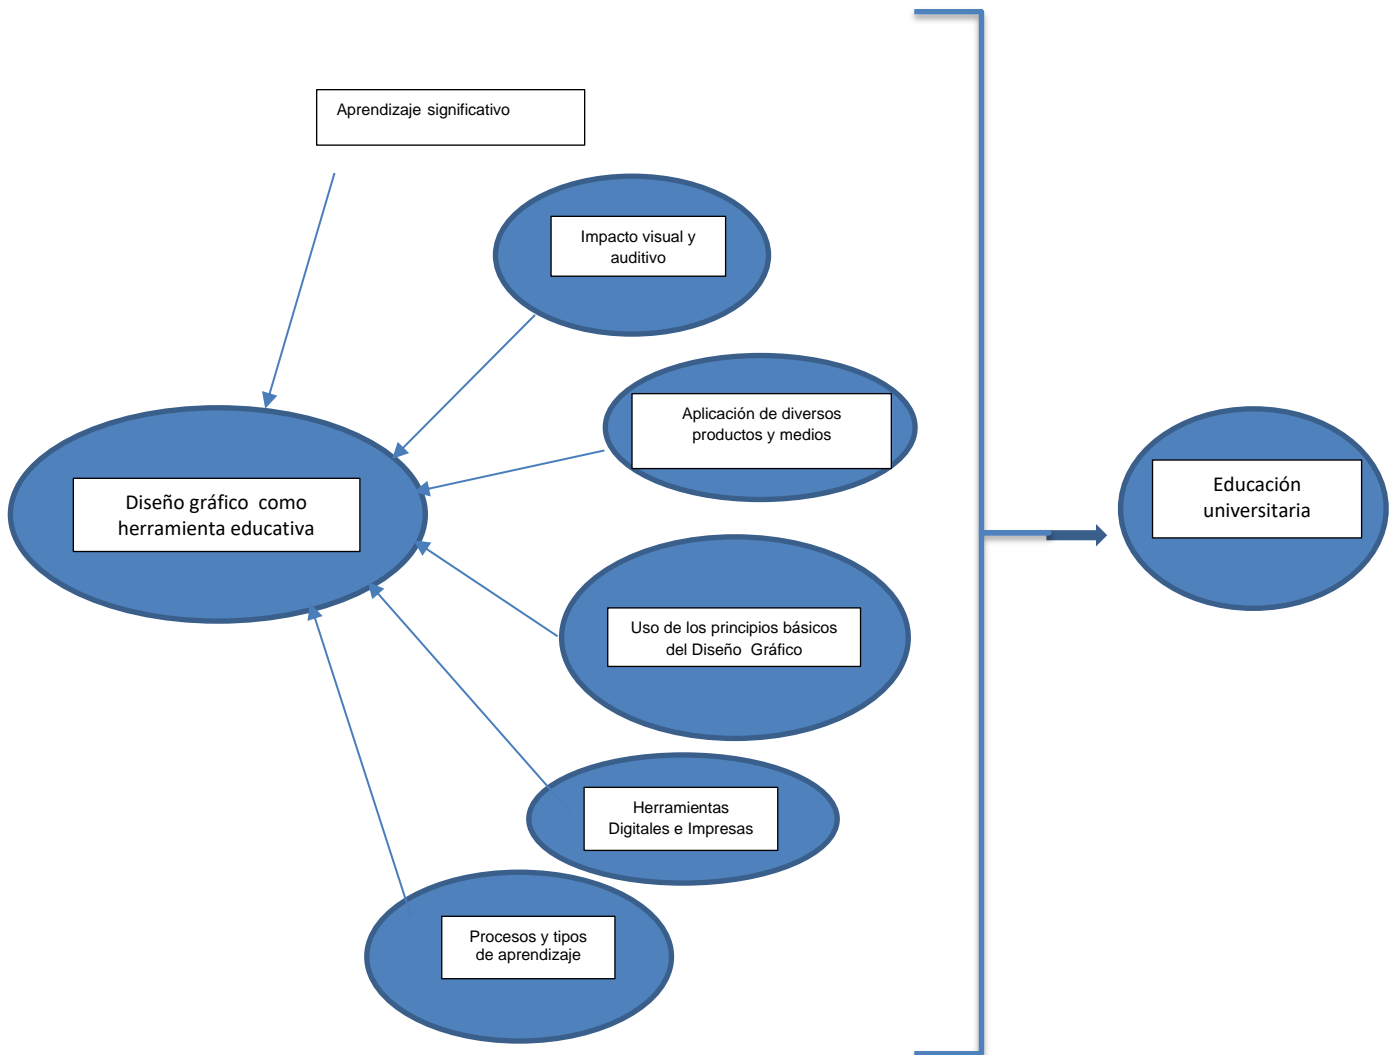 Aprendizaje significativo
Impacto visual y
auditivo
Aplicación de diversos
productos y medios
Diseño gráfico como
herramienta educativa
Educación
universitaria
Uso de los principios básicos
del Diseño Gráfico
Herramientas
Digitales e Impresas
Procesos y tipos
de aprendizaje